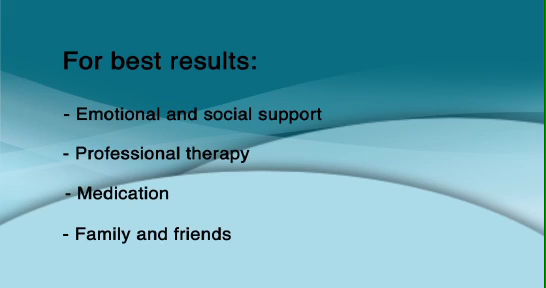 For best results:
- Emotional and social support
- Professional therapy
- Medication
- Family and friends